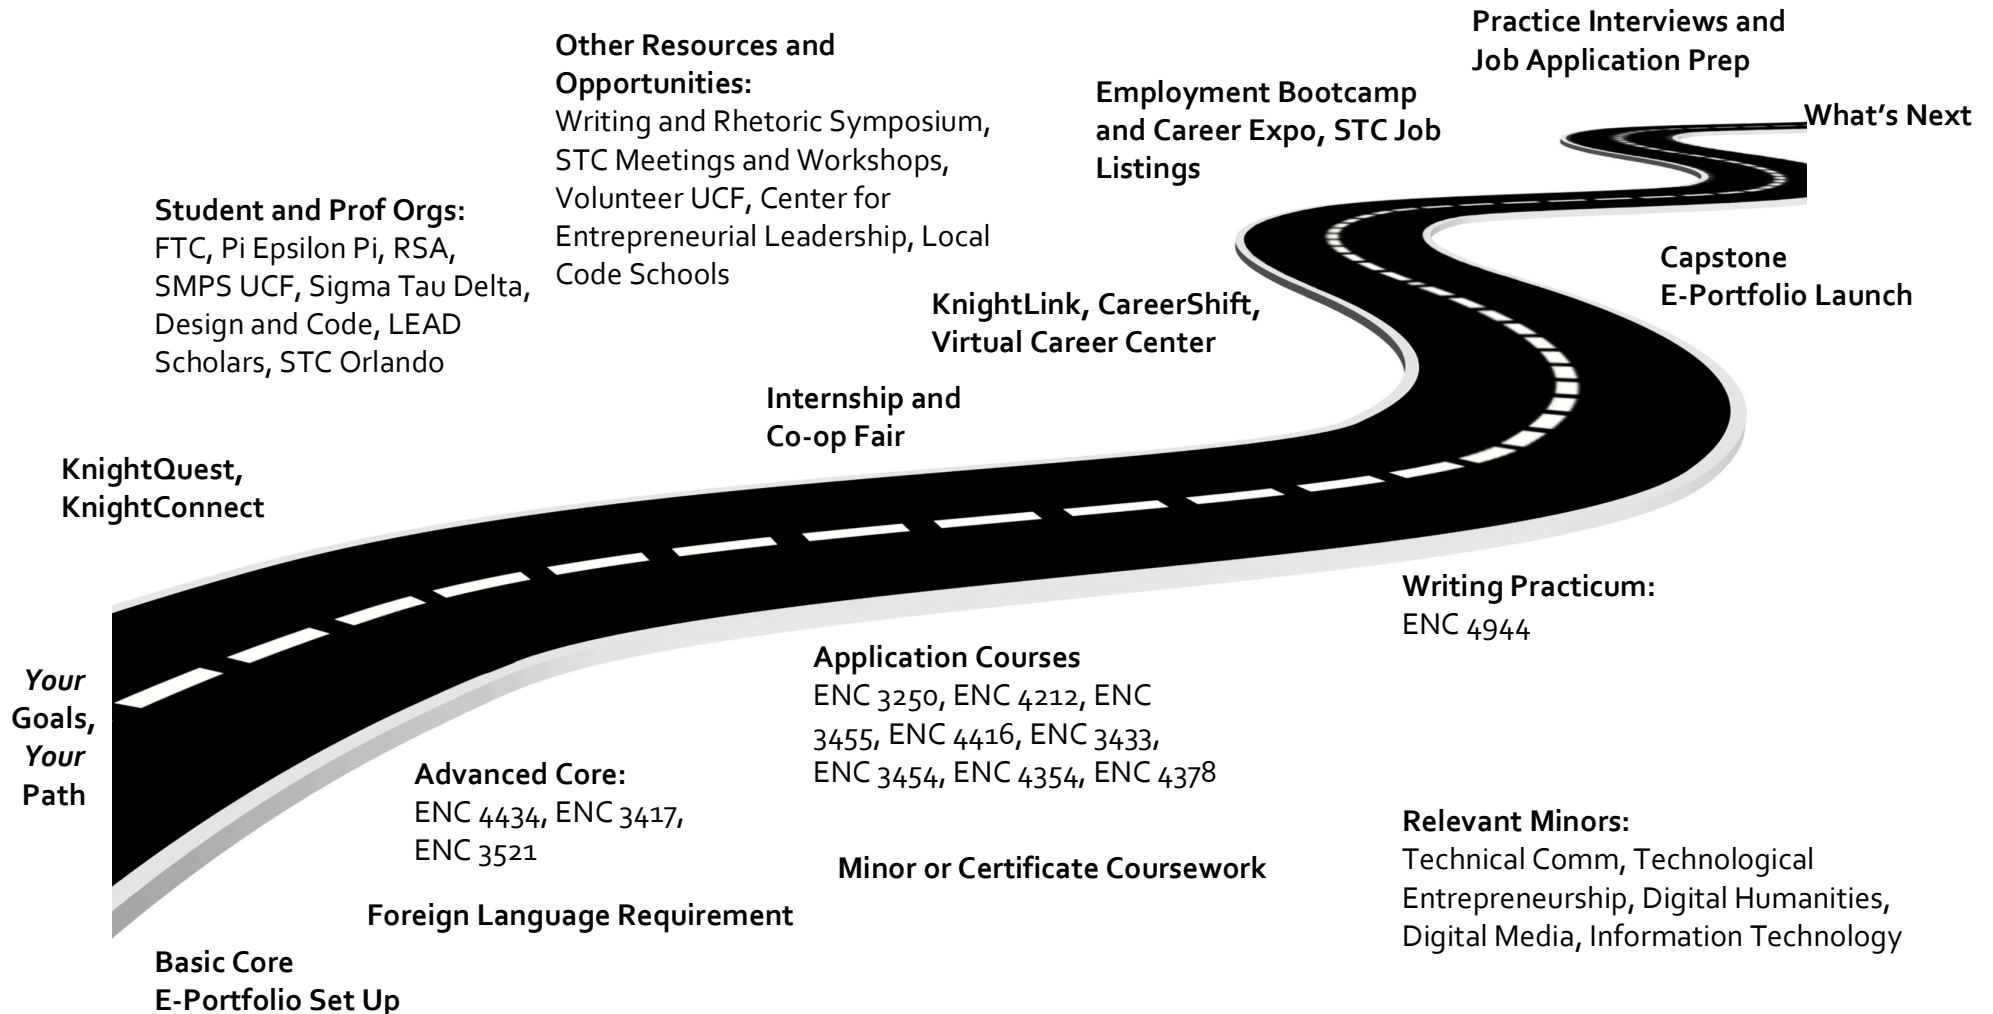 Practice Interviews and
Job Application Prep
Other Resources and
Opportunities:
Writing and Rhetoric Symposium,
STC Meetings and Workshops,
Volunteer UCF, Center for
Entrepreneurial Leadership, Local
Code Schools
Employment Bootcamp
and Career Expo, STC Job
Listings
What's Next
Student and Prof Orgs:
FTC, Pi Epsilon Pi, RSA,
SMPS UCF, Sigma Tau Delta,
Design and Code, LEAD
Scholars, STC Orlando
Capstone
E-Portfolio Launch
KnightLink, CareerShift,
Virtual Career Center
Internship and
Co-op Fair
KnightQuest,
KnightConnect
Writing Practicum:
ENC 4944
Your
Goals,
Your
Path
Application Courses
ENC 3250, ENC 4212, ENC
3455, ENC 4416, ENC 3433,
ENC 3454, ENC 4354, ENC 4378
Advanced Core:
ENC 4434, ENC 3417,
ENC 3521
Relevant Minors:
Technical Comm, Technological
Entrepreneurship, Digital Humanities,
Digital Media, Information Technology
Minor or Certificate Coursework
Foreign Language Requirement
Basic Core
E-Portfolio Set Up